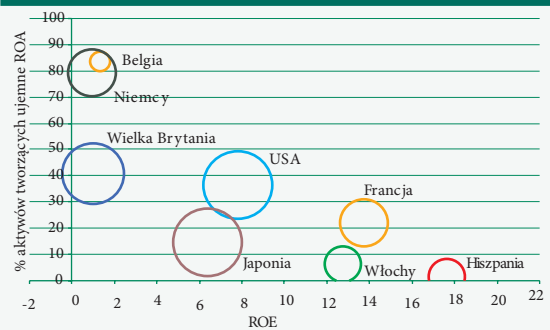 % aktywów tworzących ujemne ROA
100
90
80
70
60
50
40
30
20
10
0
Belgia
Niemcy
Wielka Brytania
USA
Francja
Japonia
Włochy
Hiszpania
-2 0 2 4 6 8 10 12 14 16 18 20 22
ROE